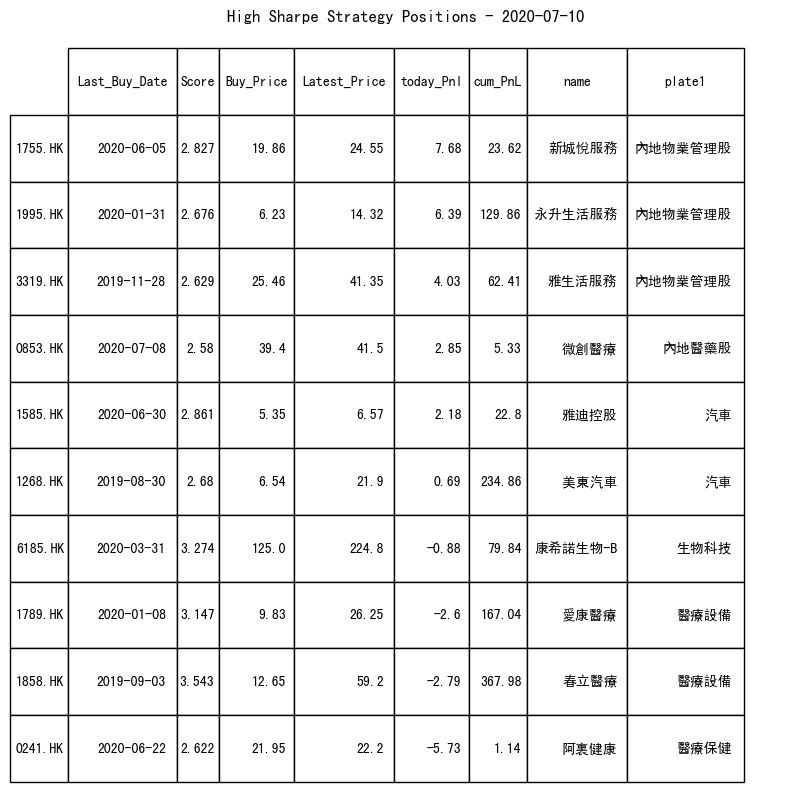 High Sharpe Strategy Positions - 2020-07-10
Last_Buy_Date Score Buy_Price Latest_Price today_Pnl cum_PnL name plate1
1755.HK 2020-06-05 2.827 19.86 24.55 7.68 23.62 新城悅服務 內地物業管理股
1995.HK 2020-01-31 2.676 6.23 14.32 6.39 129.86 永升生活服務 內地物業管理股
3319.HK 2019-11-28 2.629 25.46 41.35 4.03 62.41 雅生活服務 內地物業管理股
0853.HK 2020-07-08 2.58 39.4 41.5 2.85 5.33 微創醫療 內地醫藥股
1585.HK 2020-06-30 2.861 5.35 6.57 2.18 22.8 雅迪控股 汽車
1268.HK 2019-08-30 2.68 6.54 21.9 0.69 234.86 美東汽車 汽車
6185.HK 2020-03-31 3.274 125.0 224.8 -0.88 79.84 康希諾生物-B 生物科技
1789.HK 2020-01-08 3.147 9.83 26.25 -2.6 167.04 愛康醫療 醫療設備
1858.HK 2019-09-03 3.543 12.65 59.2 -2.79 367.98 春立醫療 醫療設備
0241.HK 2020-06-22 2.622 21.95 22.2 -5.73 1.14 阿裏健康 醫療保健